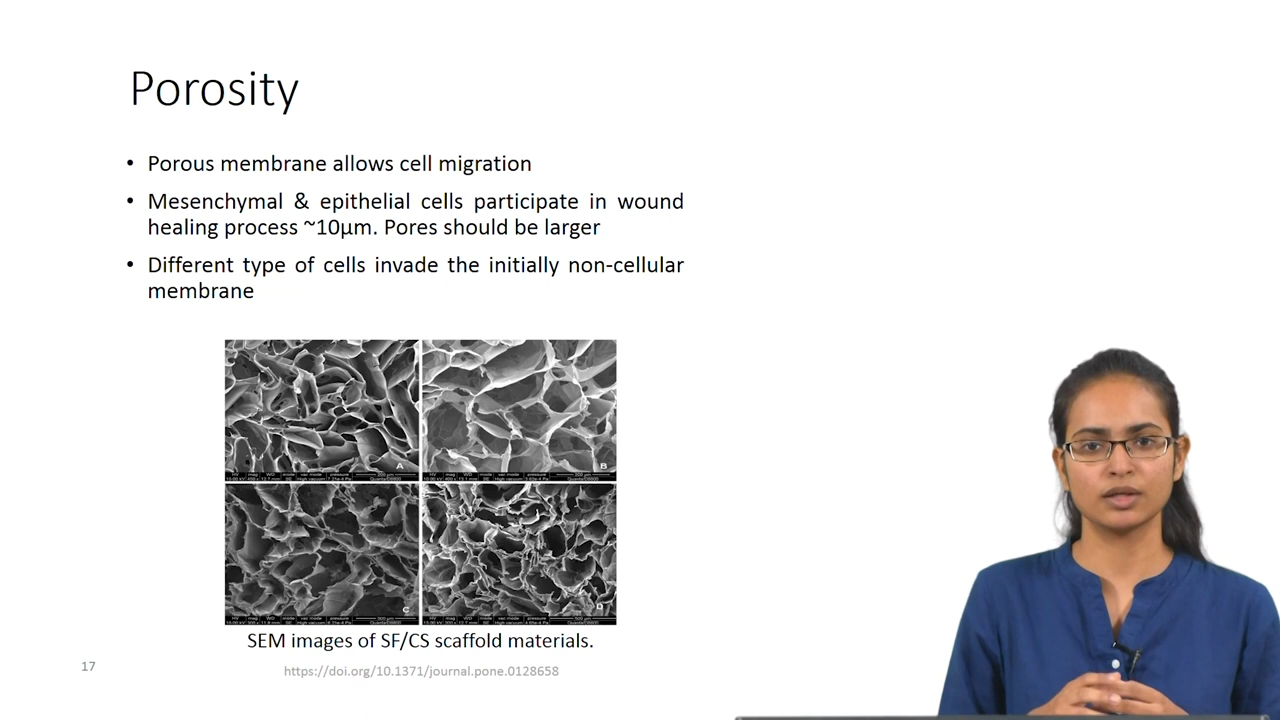 Porosity
• Porous membrane allows cell migration
• Mesenchymal & epithelial cells participate in wound
healing process ~10µm. Pores should be larger
• Different type of cells invade the initially non-cellular
membrane
A
B
C
D
SEM images of SF/CS scaffold materials.
17
https://doi.org/10.1371/journal.pone.0128658